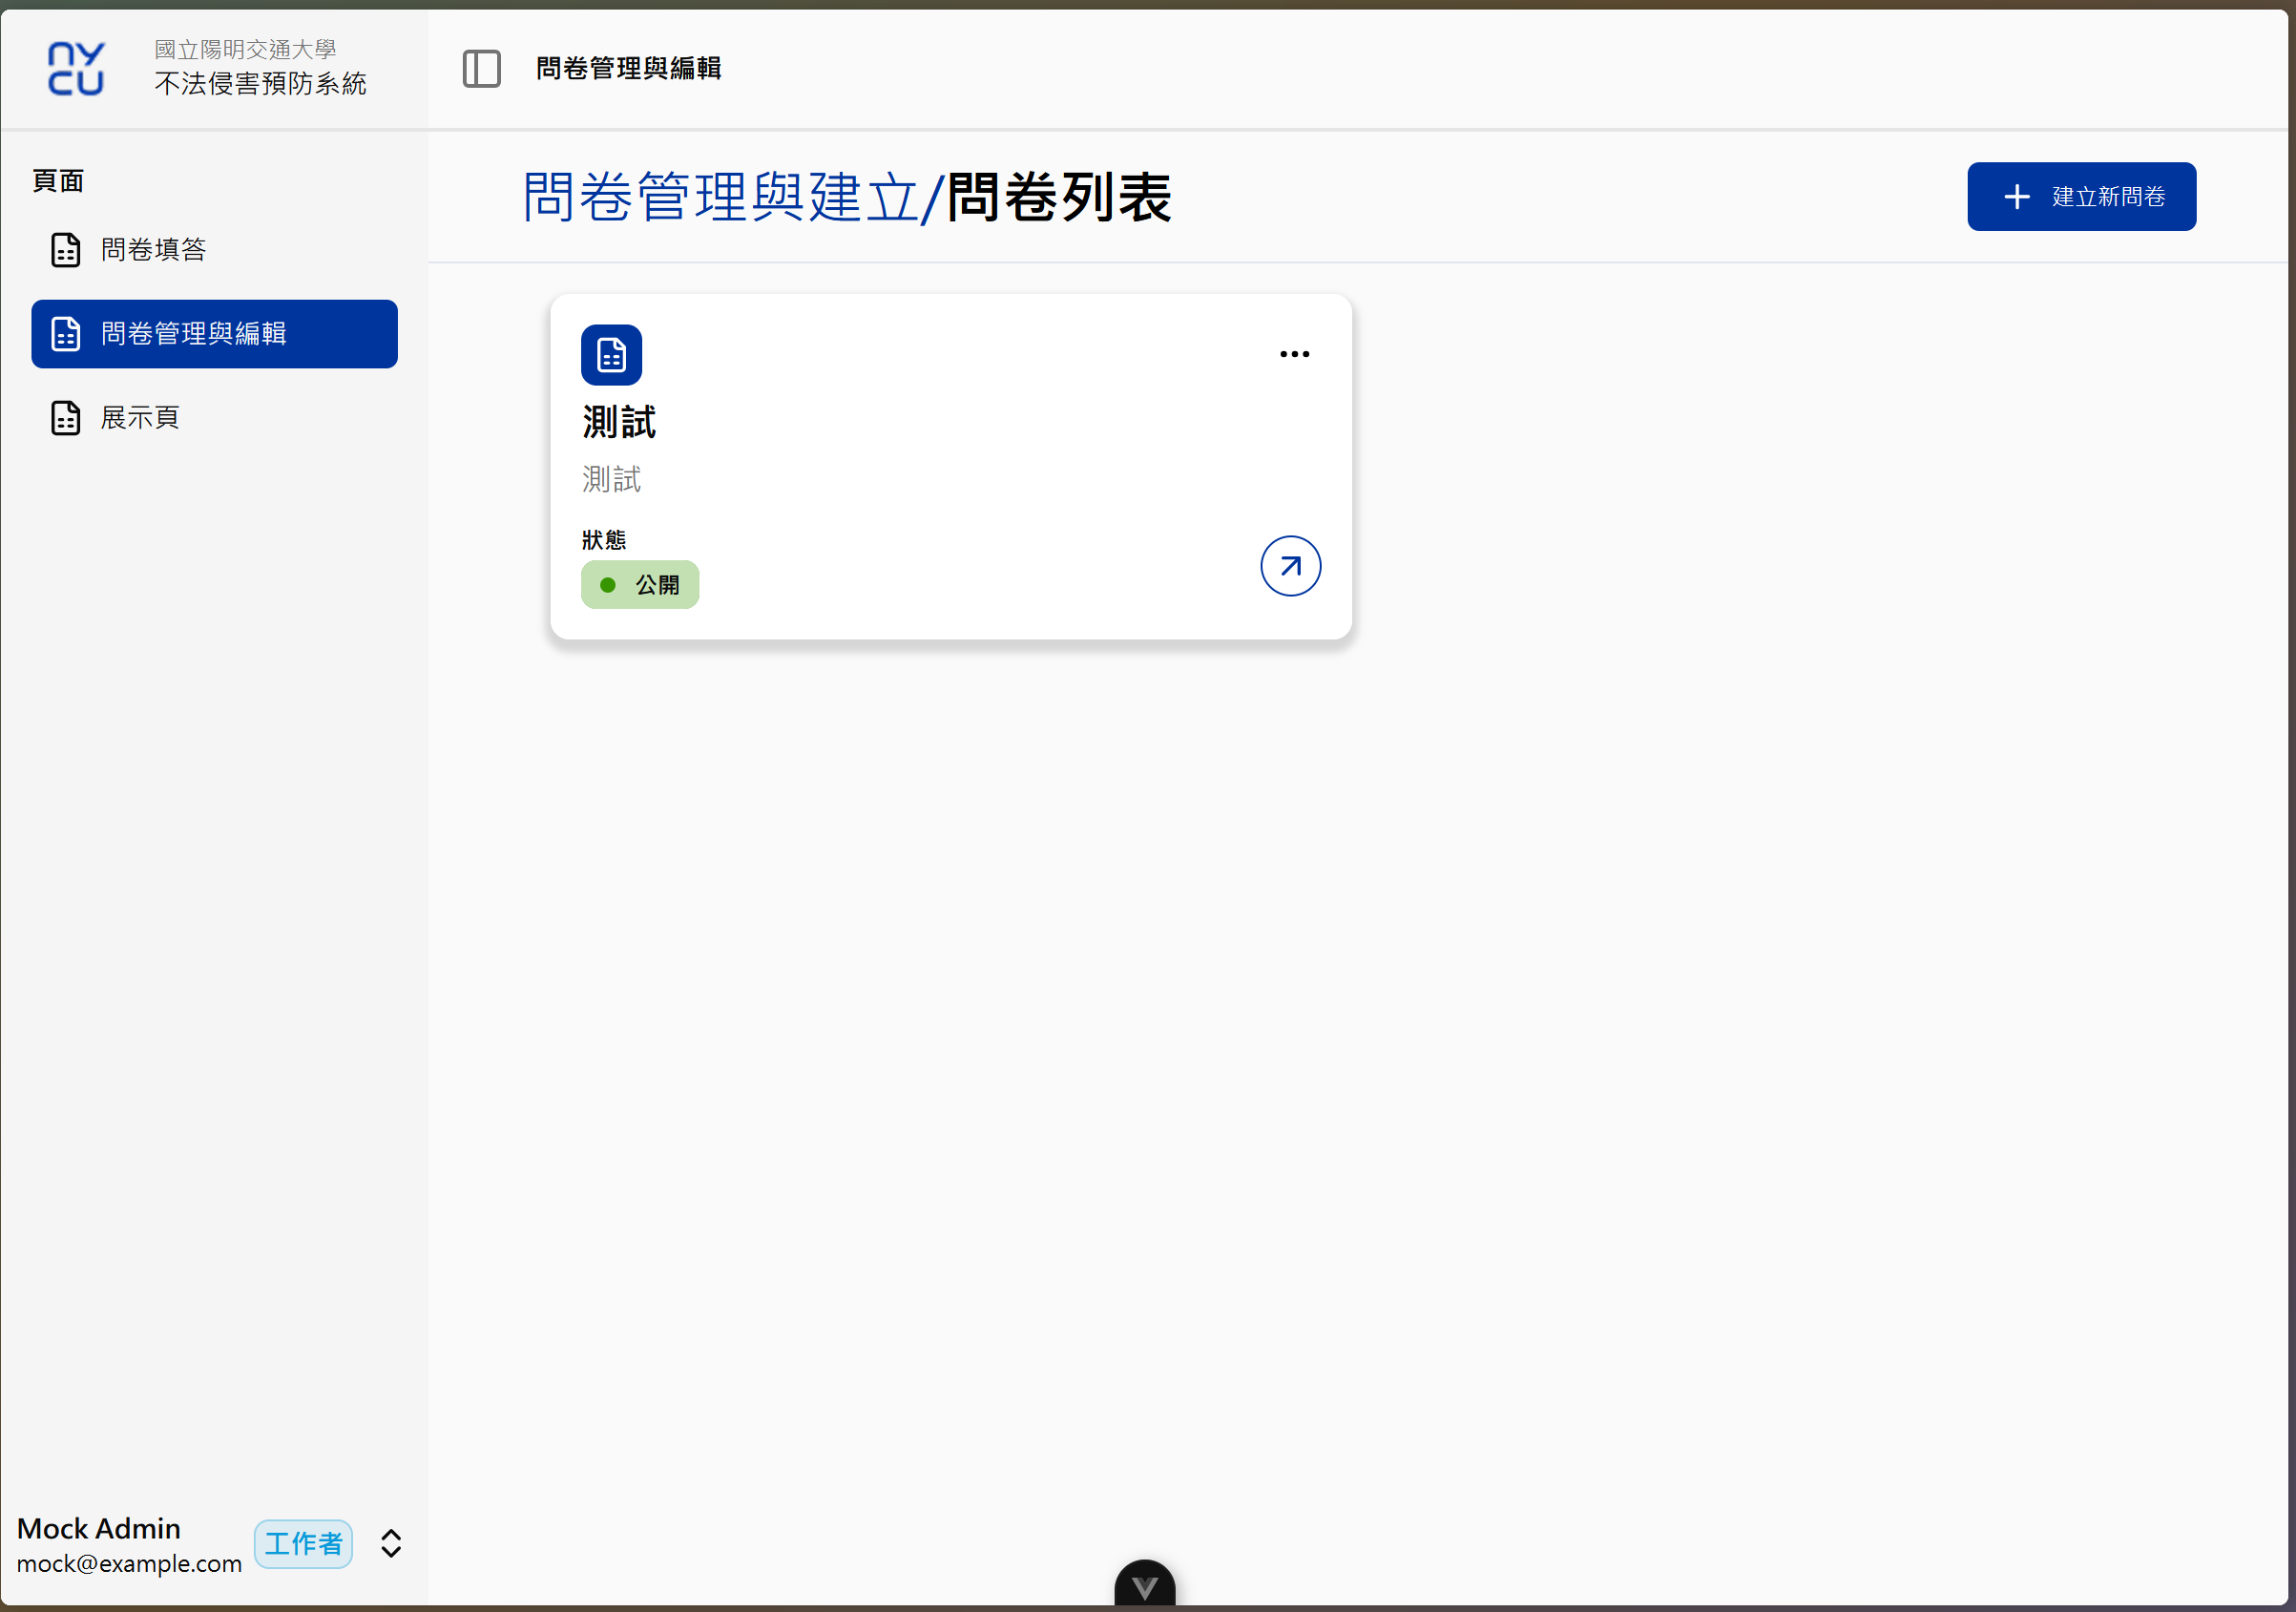 NYCU
國立陽明交通大學
不法侵害預防系統
問卷管理與編輯
頁面
問卷填答
問卷管理與編輯
展示頁
問卷管理與建立/問卷列表
建立新問卷
測試
測試
狀態
公開
Mock Admin
mock@example.com
工作者